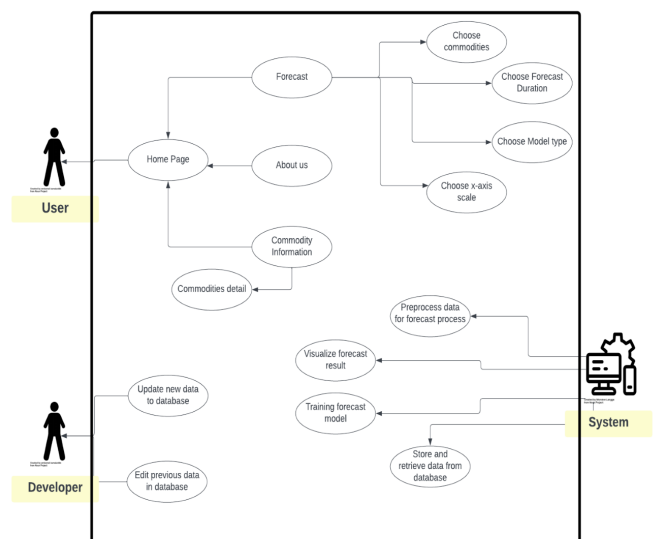 Choose
commodities
Forecast
Choose Forecast
Duration
Choose Model type
Home Page
About us
Choose x-axis
scale
User
Commodity
Information
Commodities detail
Preprocess data
for forecast process
Visualize forecast
result
Update new data
to database
Training forecast
model
System
Store and
retrieve data from
database
Developer
Edit previous data
in database